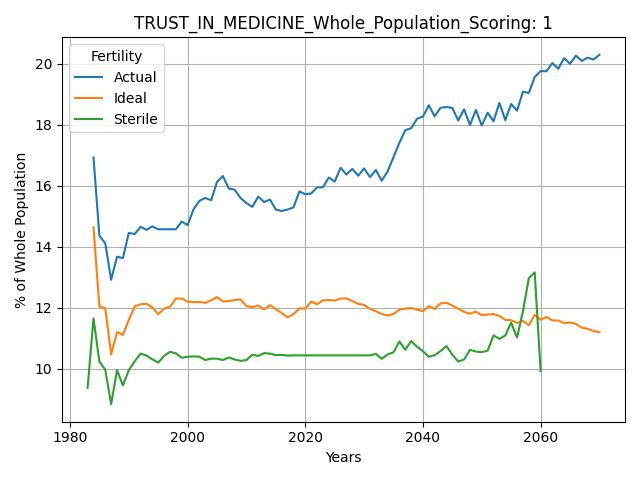 TRUST_IN_MEDICINE_Whole_Population_Scoring: 1
Fertility
Actual
Ideal
Sterile
% of Whole Population
20
18
16
14
12
10
1980
2000
2020
2040
2060
Years